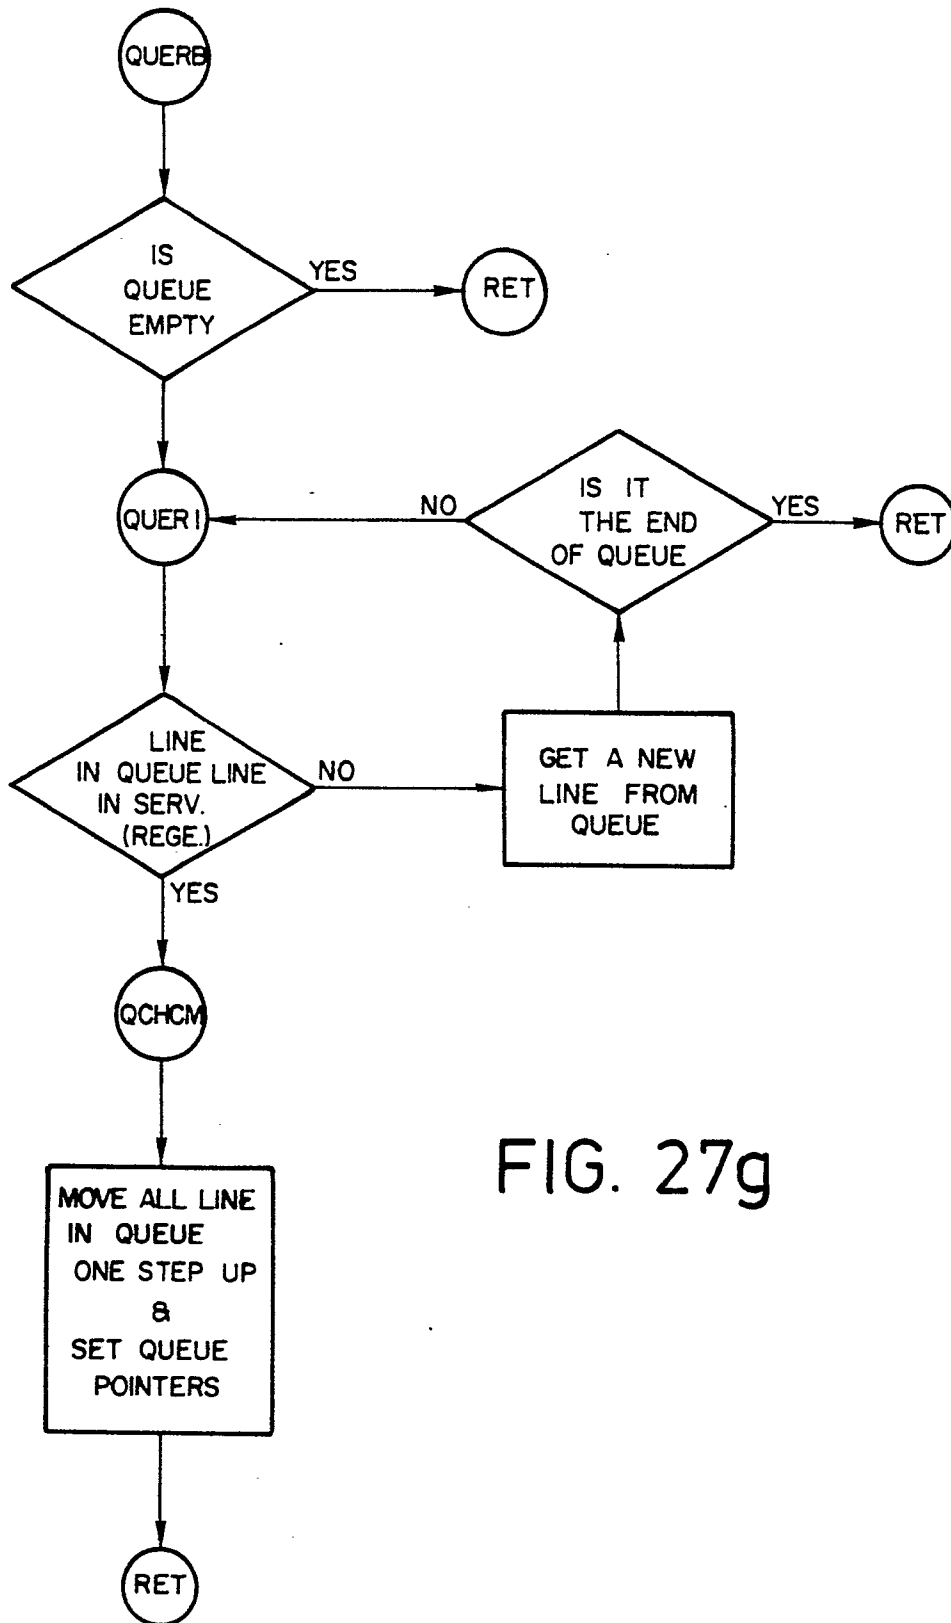 QUERB
IS
QUEUE
EMPTY
YES
RET
QUER1
NO
IS IT
THE END
OF QUEUE
YES
RET
LINE
IN QUEUE LINE
IN SERV.
(REGE.)
NO
GET A NEW
LINE FROM
QUEUE
YES
QCHCM
MOVE ALL LINE
IN QUEUE
ONE STEP UP
&
SET QUEUE
POINTERS
RET
FIG. 27g